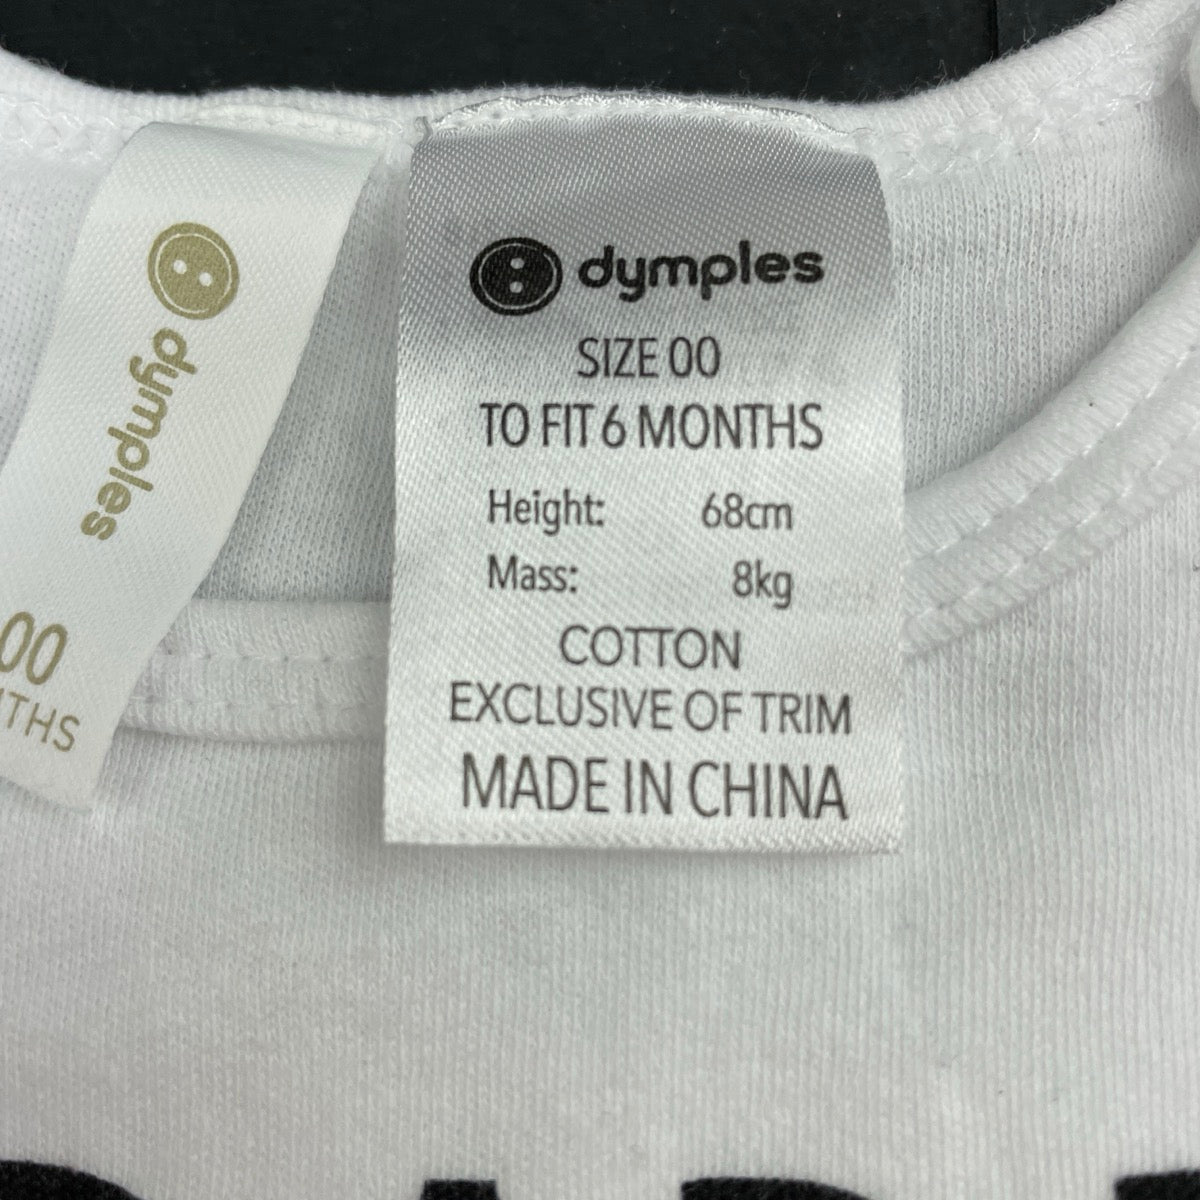 dymples
00
dymples
SIZE 00
TO FIT 6 MONTHS
Height: 68cm
Mass: 8kg
COTTON
EXCLUSIVE OF TRIM
MADE IN CHINA